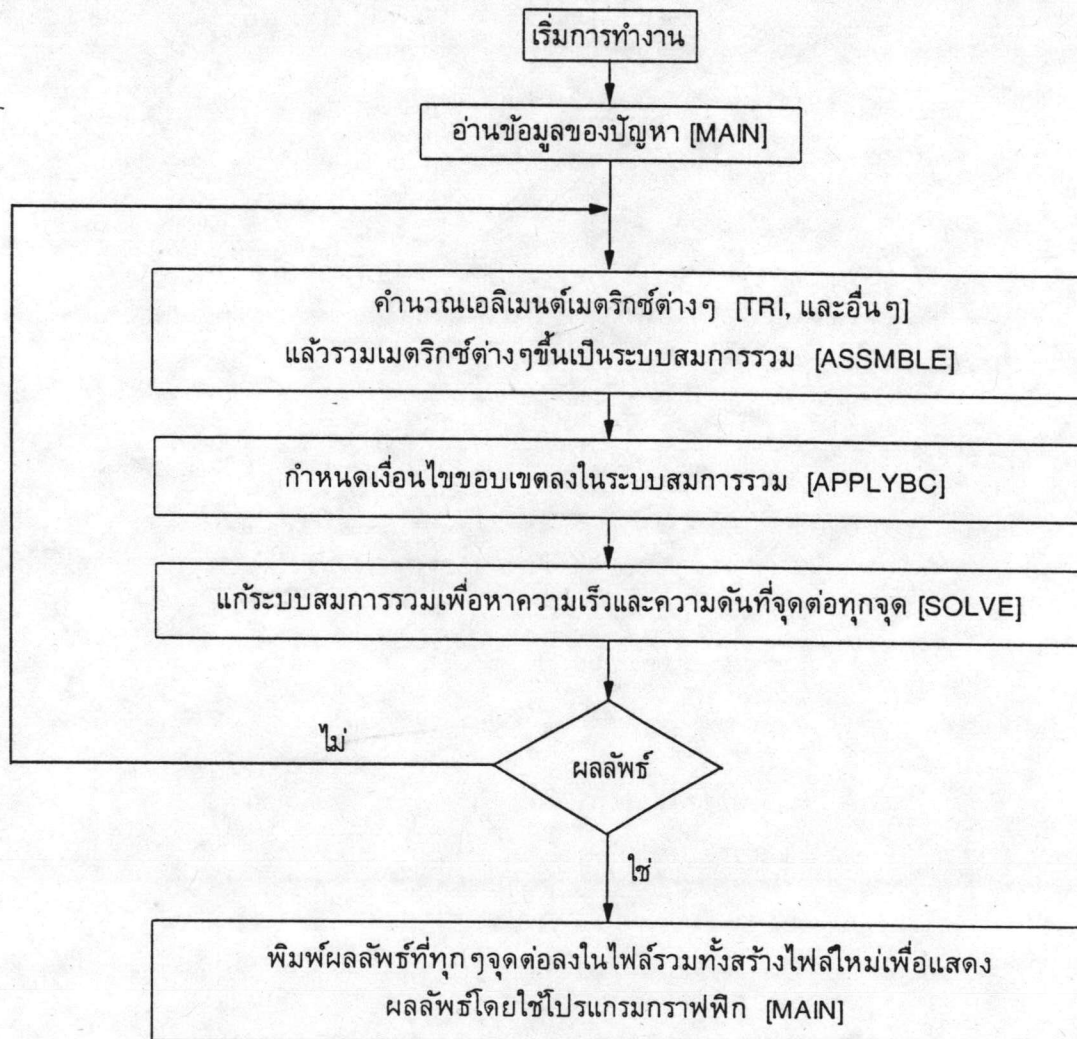 เริ่มการทำงาน
อ่านข้อมูลของปัญหา [MAIN]
คำนวณเอลิเมนต์เมตริกซ์ต่างๆ [TRI, และอื่นๆ]
แล้วรวมเมตริกซ์ต่างๆขึ้นเป็นระบบสมการรวม [ASSMBLE]
กำหนดเงื่อนไขขอบเขตลงในระบบสมการรวม [APPLYBC]
แก้ระบบสมการรวมเพื่อหาความเร็วและความดันที่จุดต่อทุกจุด [SOLVE]
ไม่
ผลลัพธ์
ใช่
พิมพ์ผลลัพธ์ที่ทุกๆจุดต่อลงในไฟล์รวมทั้งสร้างไฟล์ใหม่เพื่อแสดง
ผลลัพธ์โดยใช้โปรแกรมกราฟฟิก [MAIN]